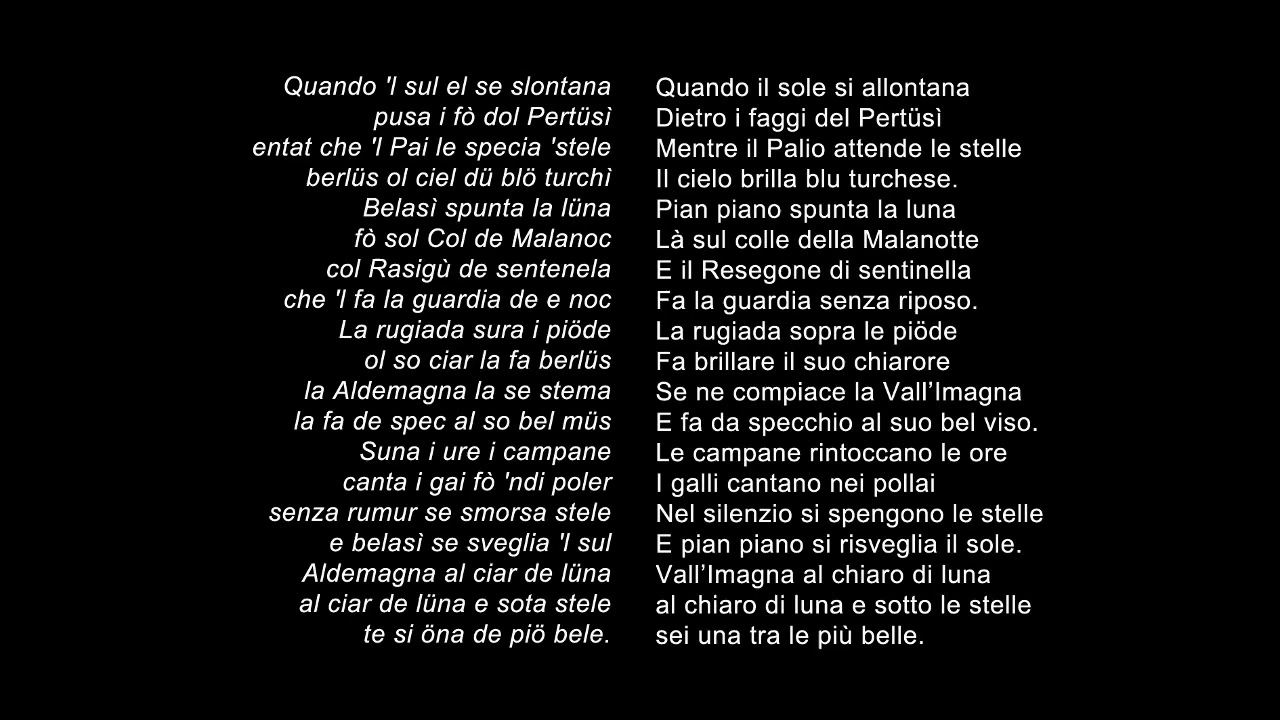 Quando 'l sul el se slontana
pusa i fò dol Pertüsì
entat che 'l Pai le specia 'stele
berlüs ol ciel dü blö turchì
Belasì spunta la lüna
fò sol Col de Malanoc
col Rasigù de sentenela
che 'l fa la guardia de e noc
La rugiada sura i piöde
ol so ciar la fa berlüs
la Aldemagna la se stema
la fa de spec al so bel müs
Suna i ure i campane
canta i gai fò 'ndi poler
senza rumur se smorsa stele
e belasì se sveglia 'l sul
Aldemagna al ciar de lüna
al ciar de lüna e sota stele
te si öna de piö bele.
Quando il sole si allontana
Dietro i faggi del Pertüsì
Mentre il Palio attende le stelle
Il cielo brilla blu turchese.
Pian piano spunta la luna
Là sul colle della Malanotte
E il Resegone di sentinella
Fa la guardia senza riposo.
La rugiada sopra le piöde
Fa brillare il suo chiarore
Se ne compiace la Vall’Imagna
E fa da specchio al suo bel viso.
Le campane rintoccano le ore
I galli cantano nei pollai
Nel silenzio si spengono le stelle
E pian piano si risveglia il sole.
Vall’Imagna al chiaro di luna
al chiaro di luna e sotto le stelle
sei una tra le più belle.